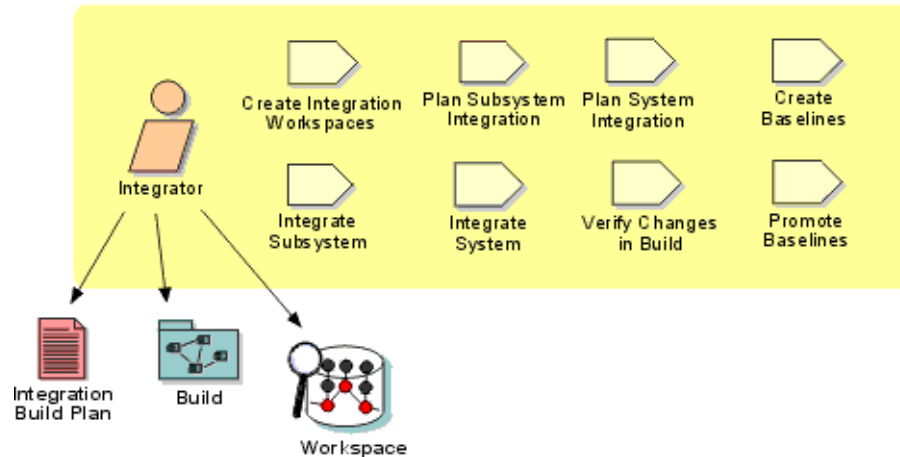 Create Integration
Workspaces
Plan Subsystem
Integration
Plan System
Integration
Create
Baselines
Integrator
Integrate
Subsystem
Integrate
System
Verify Changes
in Build
Promote
Baselines
Integration
Build Plan
Build
Workspace